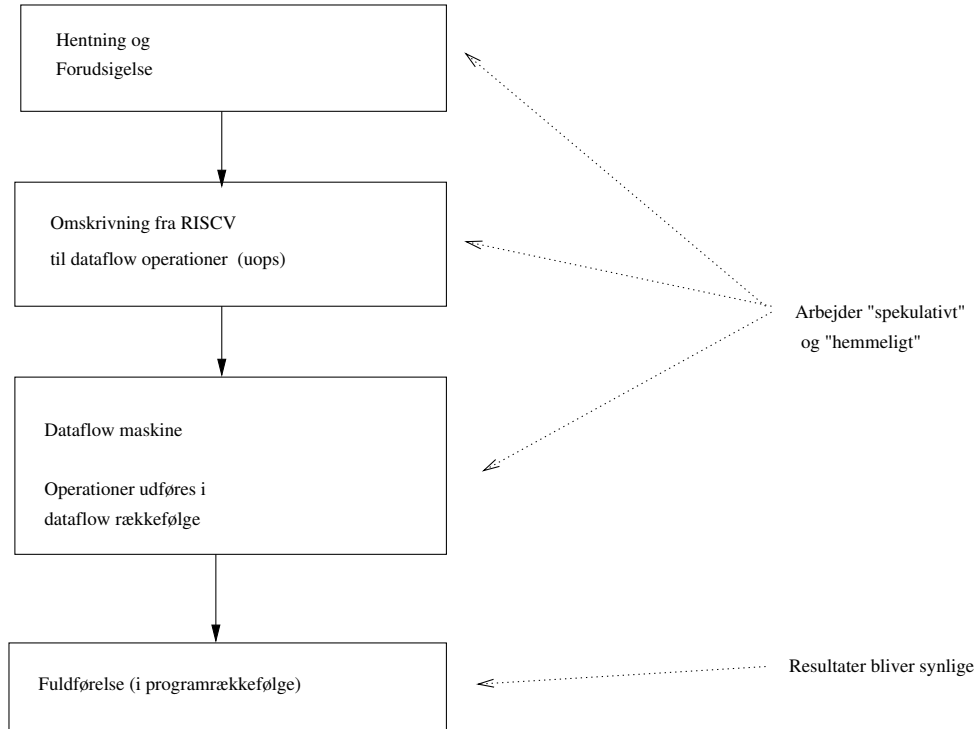 Hentning og
Forudsigelse
Omskrivning fra RISCV
til dataflow operationer (uops)
Arbejder "spekulativt"
og "hemmeligt"
Dataflow maskine
Operationer udføres i
dataflow rækkefølge
Fuldførelse (i programrækkefølge)
Resultater bliver synlige